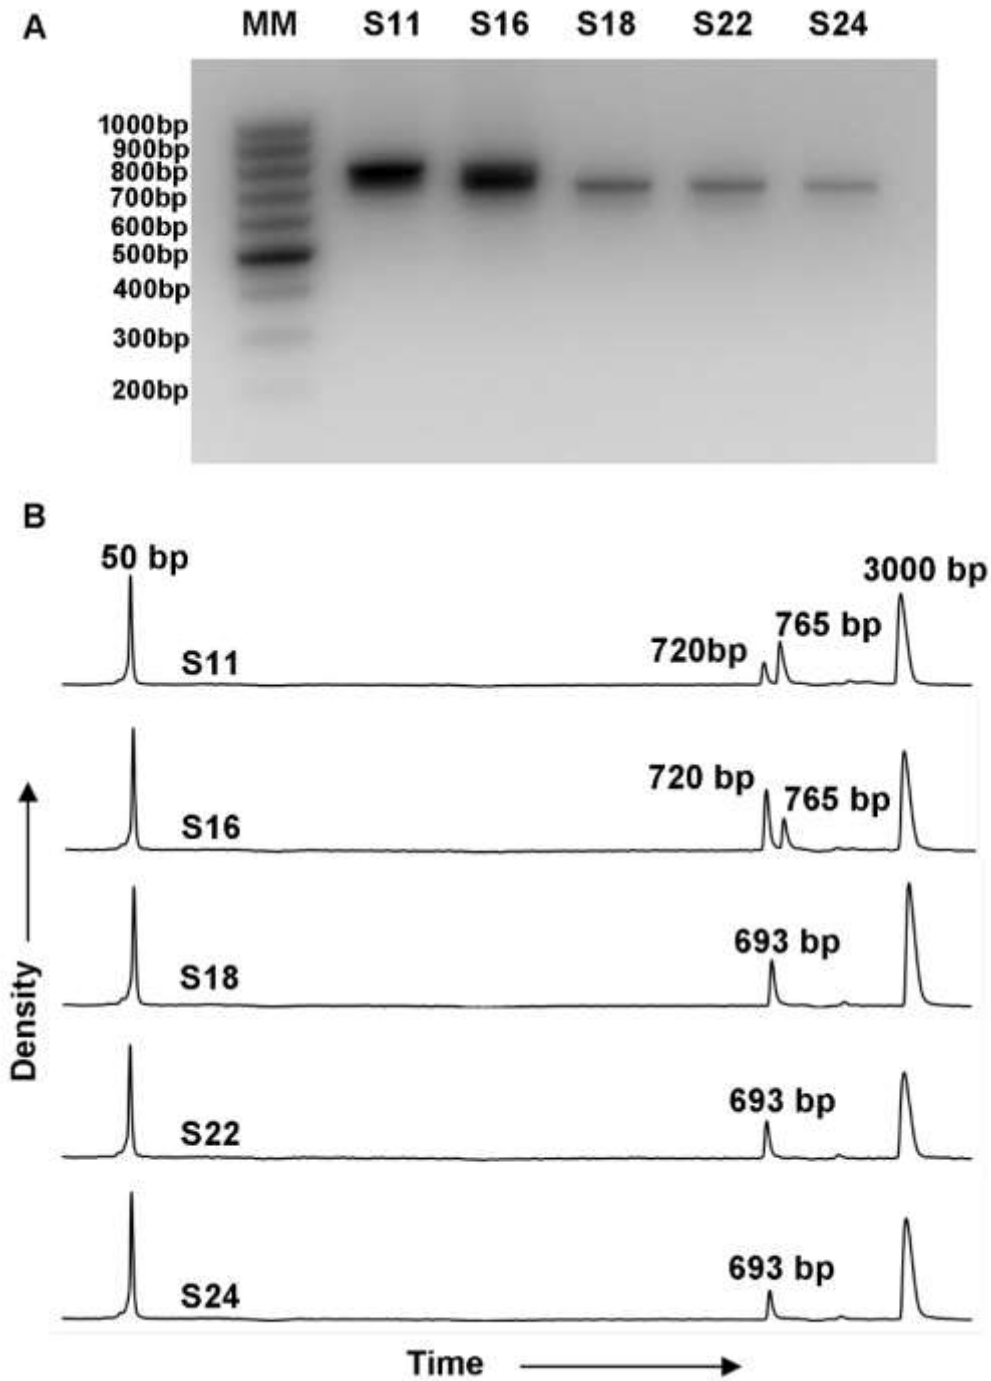 A MM S11 S16 S18 S22 S24
1000bp
900bp
800bp
700bp
600bp
500bp
400bp
300bp
200bp
B
50 bp
3000 bp
765 bp
720bp
S11
720 bp
765 bp
S16
693 bp
S18
Density
693 bp
S22
693 bp
S24
Time